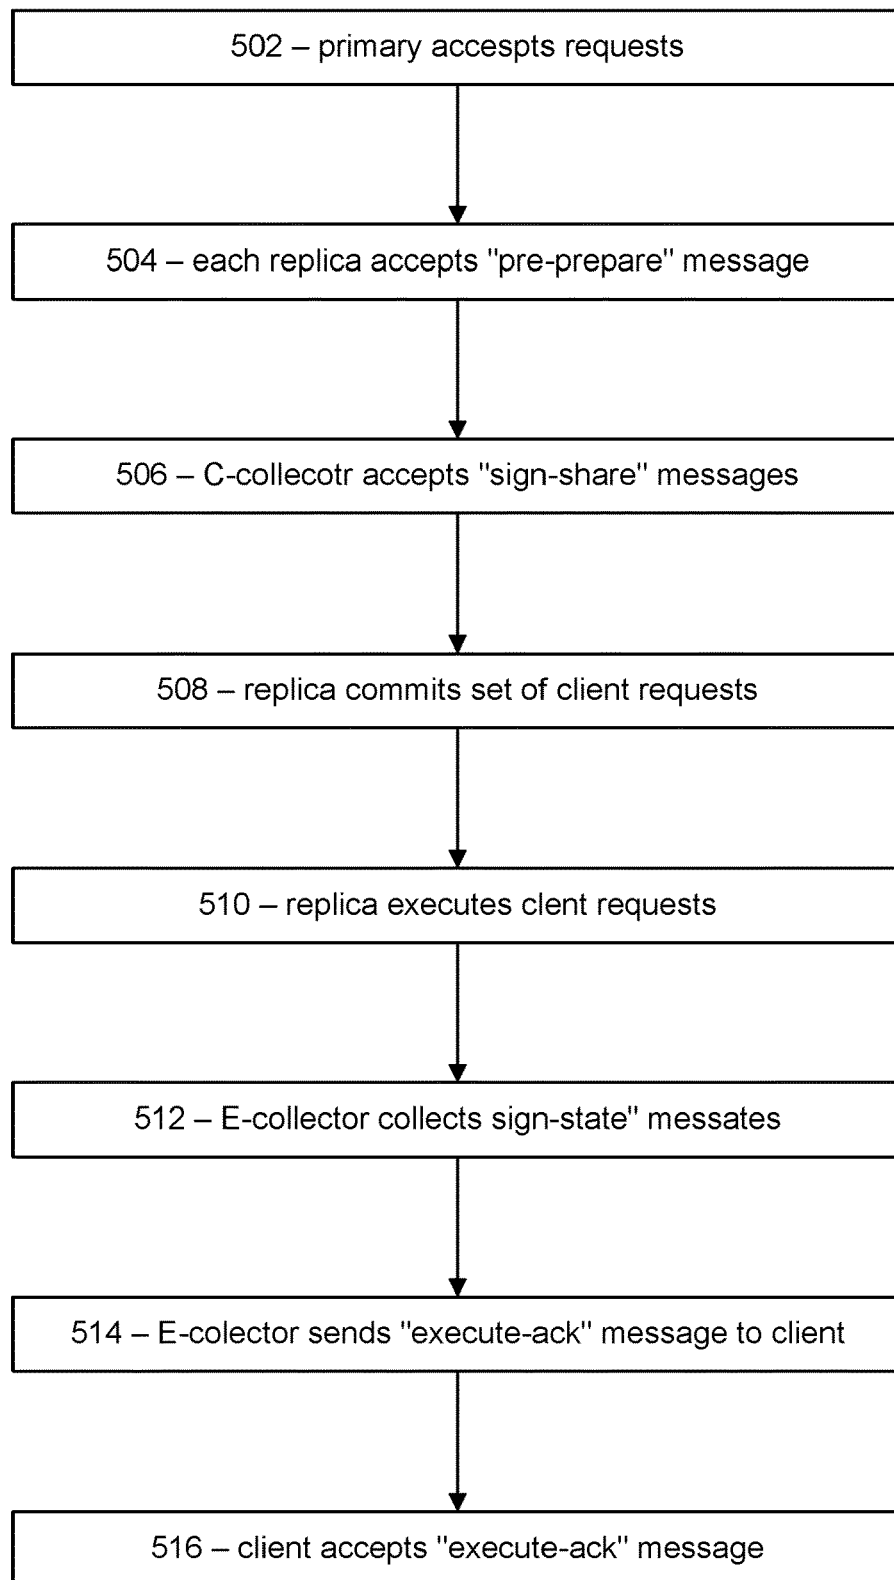 502 – primary accespts requests
504 – each replica accepts "pre-prepare" message
506 – C-collecotr accepts "sign-share" messages
508 – replica commits set of client requests
510 – replica executes clent requests
512 – E-collector collects sign-state" messates
514 – E-colector sends "execute-ack" message to client
516 – client accepts "execute-ack" message